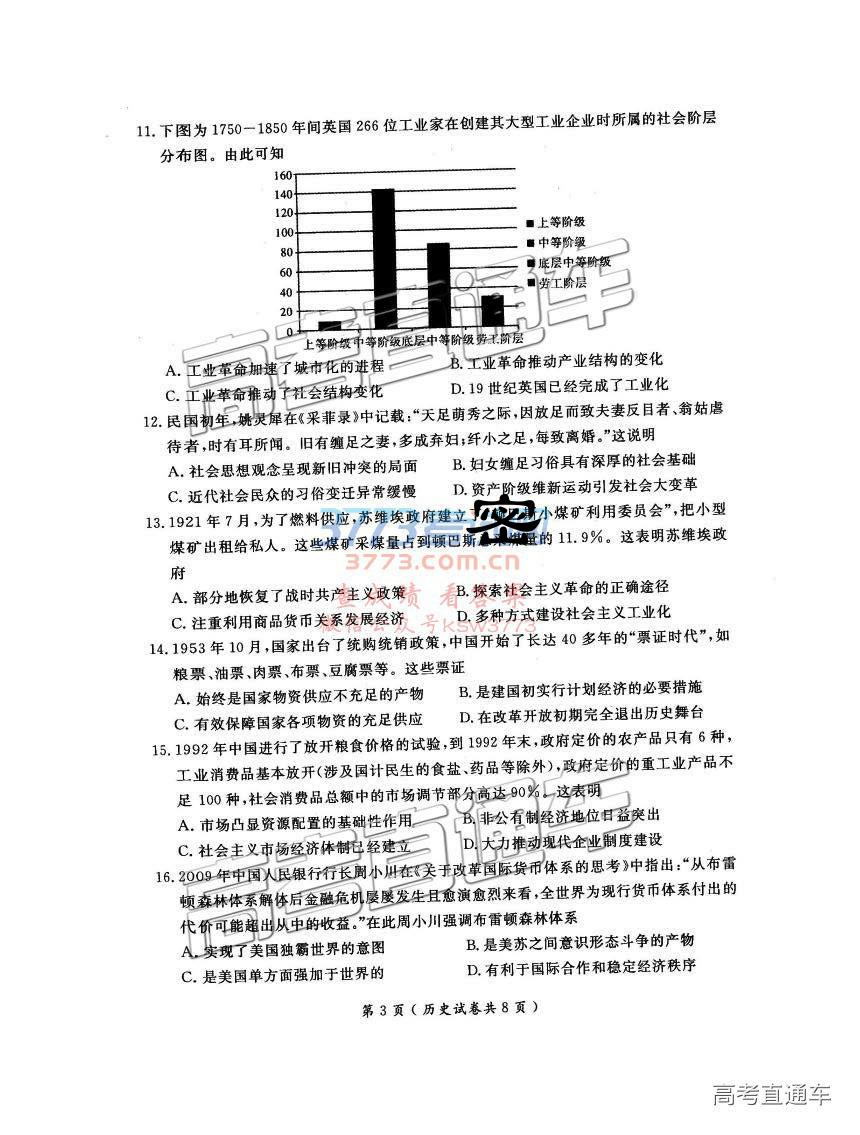 11.下图为1750-1850年间英国266位工业家在创建其大型工业企业时所属的社会阶层
分布图。由此可知
160
140
120
100
80
60
40
20
0
■上等阶级
■中等阶级
■底层中等阶级
■劳工阶层
上等阶级 中等阶级 底层中等阶级 劳工阶层
A. 工业革命加速了城市化的进程 B. 工业革命推动产业结构的变化
C. 工业革命推动了社会结构变化 D. 19世纪英国已经完成了工业化
12.民国初年,姚灵犀在《采菲录》中记载:“天足萌秀之际,因放足而致夫妻反目者、翁姑虐
待者,时有耳所闻。旧有缠足之妻,多成弃妇;纤小之足,每致离婚。”这说明
A. 社会思想观念呈现新旧冲突的局面 B. 妇女缠足习俗具有深厚的社会基础
C. 近代社会民众的习俗变迁异常缓慢 D. 资产阶级维新运动引发社会大变革
13.1921年7月,为了燃料供应,苏维埃政府建立 小煤矿利用委员会”,把小型
煤矿出租给私人。这些煤矿采煤量占到顿巴斯 的11.9%。这表明苏维埃政
府
A. 部分地恢复了战时共产主义政策 B. 探索社会主义革命的正确途径
C. 注重利用商品货币关系发展经济 D. 多种方式建设社会主义工业化
14.1953年10月,国家出台了统购统销政策,中国开始了长达40多年的“票证时代”,如
粮票、油票、肉票、布票、豆腐票等。这些票证
A. 始终是国家物资供应不充足的产物 B. 是建国初实行计划经济的必要措施
C. 有效保障国家各项物资的充足供应 D. 在改革开放初期完全退出历史舞台
15.1992年中国进行了放开粮食价格的试验,到1992年末,政府定价的农产品只有6种,
工业消费品基本放开(涉及国计民生的食盐、药品等除外),政府定价的重工业产品不
足100种,社会消费品总额中的市场调节部分高达90%。这表明
A. 市场凸显资源配置的基础性作用 B. 非公有制经济地位日益突出
C. 社会主义市场经济体制已经建立 D. 大力推动现代企业制度建设
16.2009年中国人民银行行长周小川在《关于改革国际货币体系的思考》中指出:“从布雷
顿森林体系解体后金融危机屡屡发生且愈演愈烈来看,全世界为现行货币体系付出的
代价可能超出从中的收益。”在此周小川强调布雷顿森林体系
A. 实现了美国独霸世界的意图 B. 是美苏之间意识形态斗争的产物
C. 是美国单方面强加于世界的 D. 有利于国际合作和稳定经济秩序
第3页(历史试卷共8页)
高考直通车
密
3773
3773.com.cn
查成绩 看答案
微信公众号KSW3773
高考直通车
高考直通车